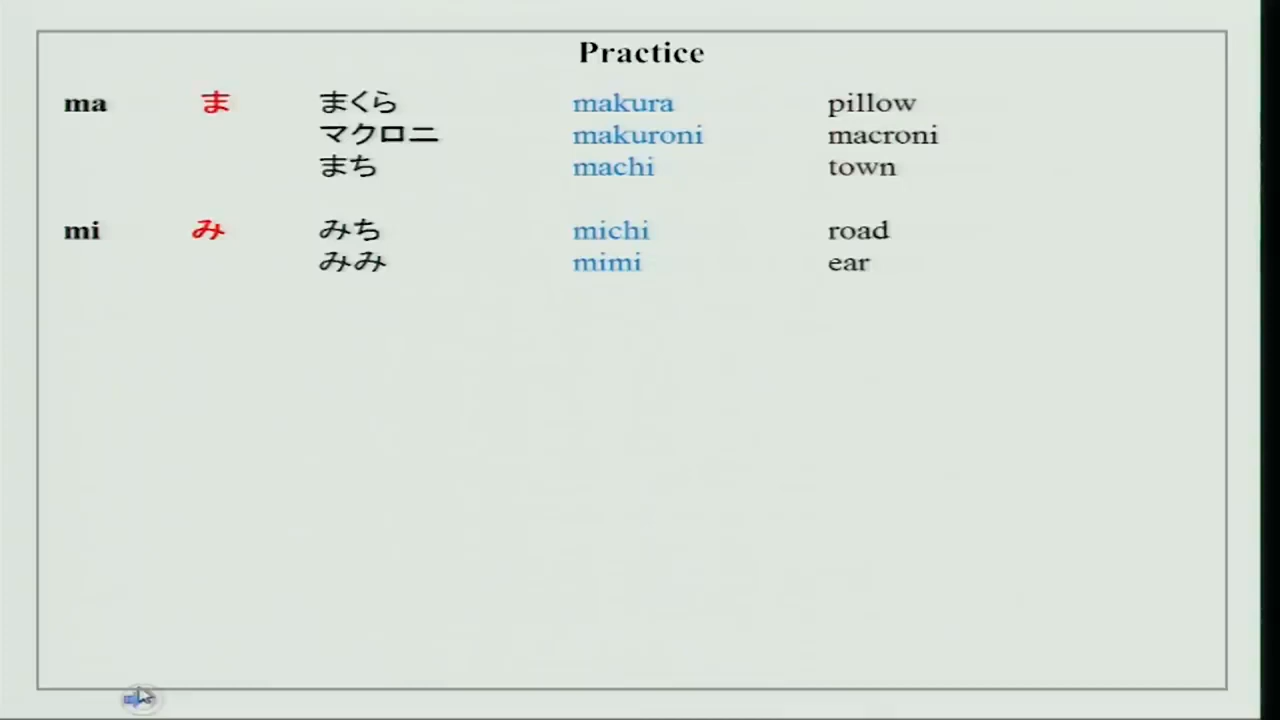 Practice
ma ま まくら makura pillow
マクロニ makuroni macroni
まち machi town
mi み みち michi road
みみ mimi ear